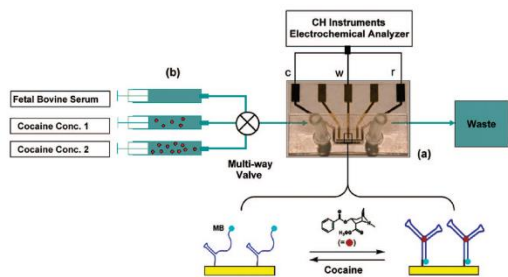 CH Instruments
Electrochemical Analyzer
(b)
c
w
r
Fetal Bovine Serum
Cocaine Conc. 1
Cocaine Conc. 2
Multi-way
Valve
(a)
Waste
MB
(=)
Cocaine